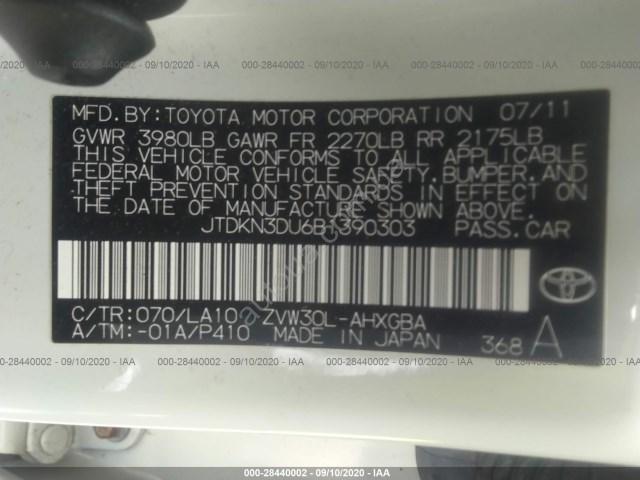 000-28440002 - 09/10/2020 - IAA
MFD.BY:TOYOTA MOTOR CORPORATION 07/11
GVWR 3980LB GAWR FR 2270LB RR 2175LB
THIS VEHICLE CONFORMS TO ALL APPLICABLE
FEDERAL MOTOR VEHICLE SAFETY,BUMPER,AND
THEFT PREVENTION STANDARDS IN EFFECT ON
THE DATE OF MANUFACTURE SHOWN ABOVE.
JTDKN3DU6B1390303 PASS.CAR
C/TR:070/LA10 ZVW30L-AHXGBA
A/TM:-01A/P410 MADE IN JAPAN 368 A
000-28440002 - 09/10/2020 - IAA